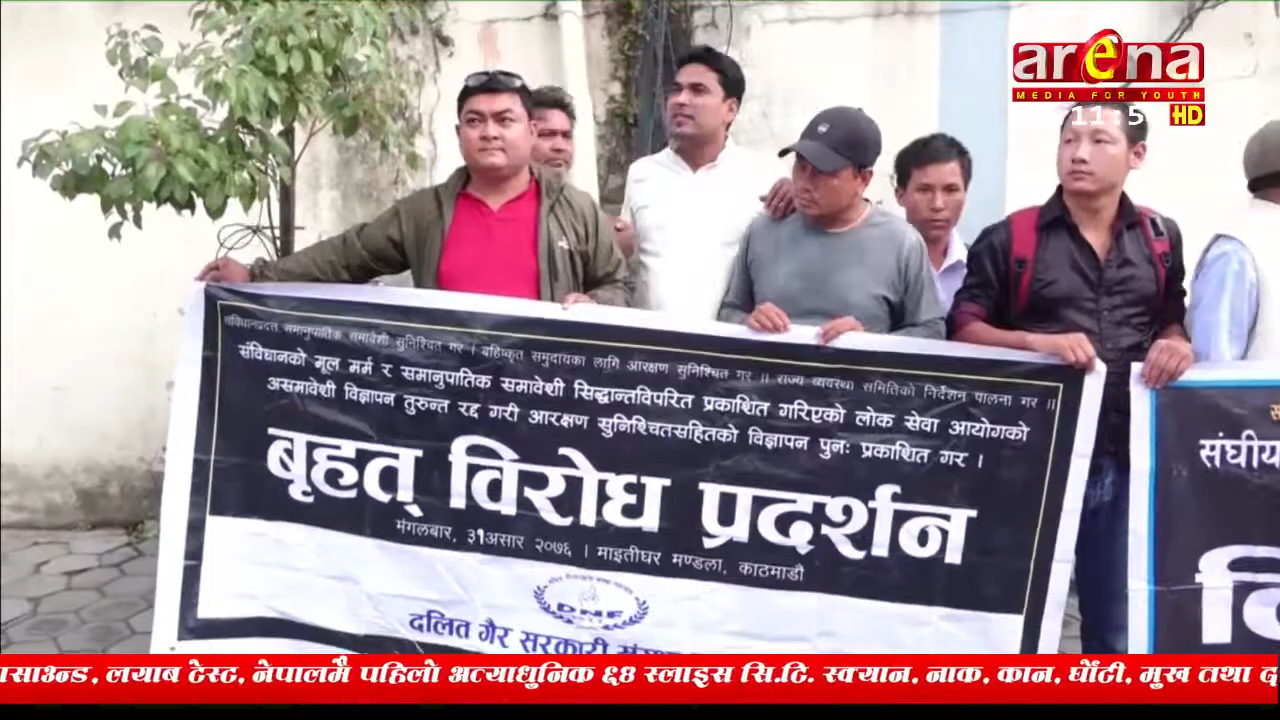 arena
MEDIA FOR YOUTH
11:5
HD
संविधानप्रदत्त समानुपातिक समावेशी सुनिश्चित गर । बहिष्कृत समुदायका लागि आरक्षण सुनिश्चित गर ॥ राज्य व्यवस्था समितिको निर्देशन पालना गर ॥
संविधानको मूल मर्म र समानुपातिक समावेशी सिद्धान्तविपरित प्रकाशित गरिएको लोक सेवा आयोगको
असमावेशी विज्ञापन तुरुन्त रद्द गरी आरक्षण सुनिश्चितसहितको विज्ञापन पुनः प्रकाशित गर ।
बृहत् विरोध प्रदर्शन
मंगलबार, ३१असार २०७६ । माइतीघर मण्डला, काठमाडौ
DNF
दलित गैर सरकारी
संघीय
वि
ासाउन्ड, ल्याब टेस्ट, नेपालमै पहिलो अत्याधुनिक ६४ स्लाइस सि.टि. स्क्यान, नाक, कान, घाँटी, मुख तथा द